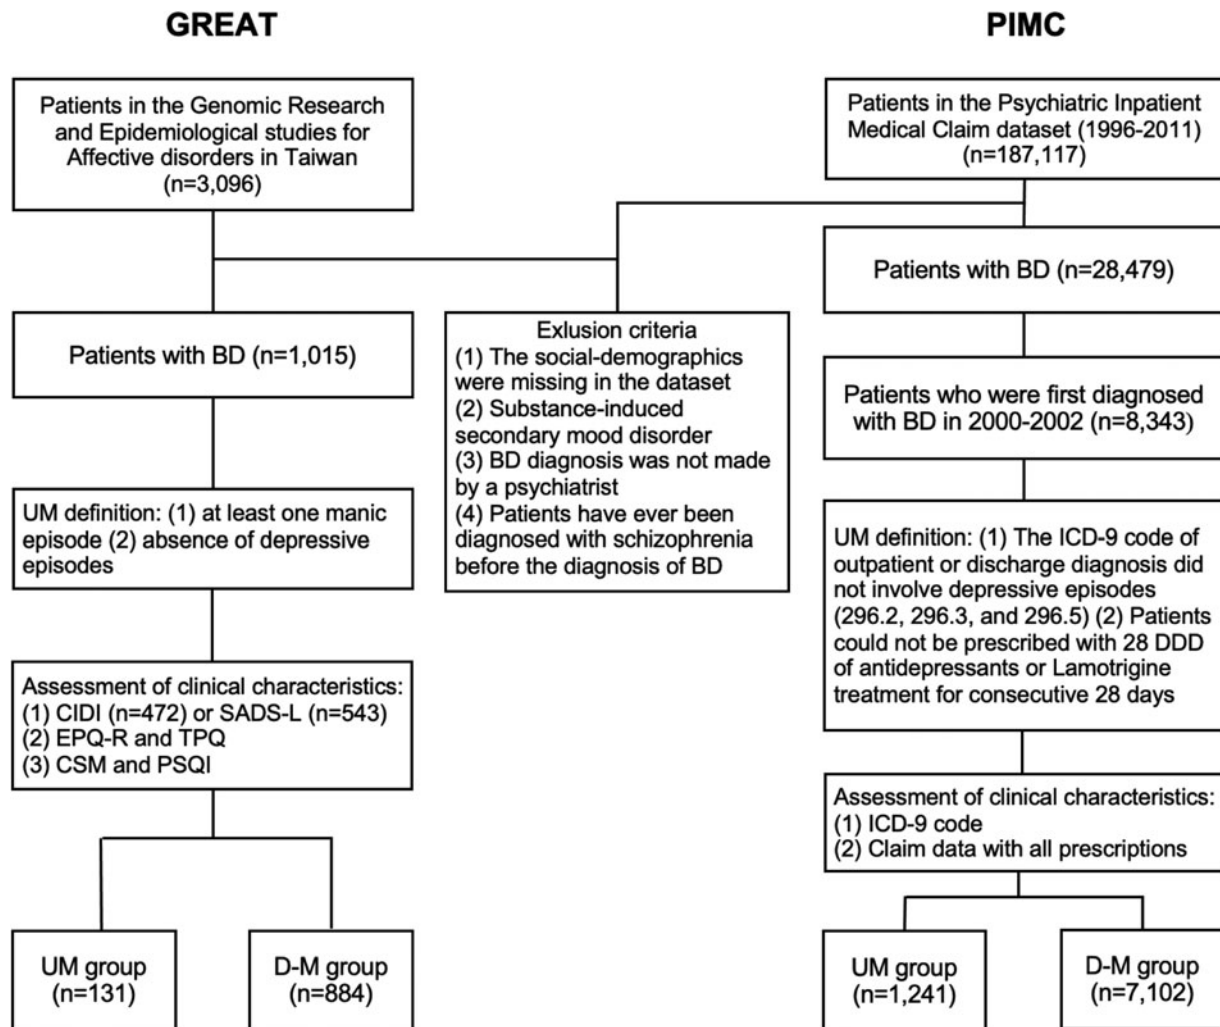 GREAT
Patients in the Genomic Research
and Epidemiological studies for
Affective disorders in Taiwan
(n=3,096)
Patients with BD (n=1,015)
UM definition: (1) at least one manic
episode (2) absence of depressive
episodes
Assessment of clinical characteristics:
(1) CIDI (n=472) or SADS-L (n=543)
(2) EPQ-R and TPQ
(3) CSM and PSQI
UM group
(n=131)
D-M group
(n=884)
Exlusion criteria
(1) The social-demographics
were missing in the dataset
(2) Substance-induced
secondary mood disorder
(3) BD diagnosis was not made
by a psychiatrist
(4) Patients have ever been
diagnosed with schizophrenia
before the diagnosis of BD
PIMC
Patients in the Psychiatric Inpatient
Medical Claim dataset (1996-2011)
(n=187,117)
Patients with BD (n=28,479)
Patients who were first diagnosed
with BD in 2000-2002 (n=8,343)
UM definition: (1) The ICD-9 code of
outpatient or discharge diagnosis did
not involve depressive episodes
(296.2, 296.3, and 296.5) (2) Patients
could not be prescribed with 28 DDD
of antidepressants or Lamotrigine
treatment for consecutive 28 days
Assessment of clinical characteristics:
(1) ICD-9 code
(2) Claim data with all prescriptions
UM group
(n=1,241)
D-M group
(n=7,102)